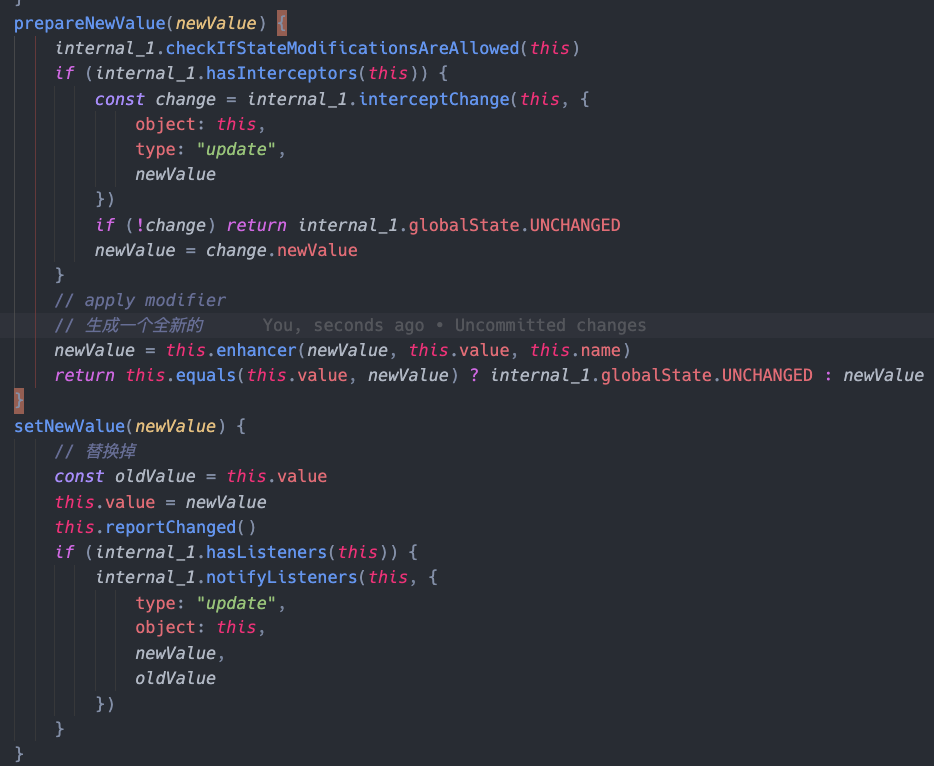 }
prepareNewValue(newValue) {
    internal_1.checkIfStateModificationsAreAllowed(this)
    if (internal_1.hasInterceptors(this)) {
        const change = internal_1.interceptChange(this, {
            object: this,
            type: "update",
            newValue
        })
        if (!change) return internal_1.globalState.UNCHANGED
        newValue = change.newValue
    }
    // apply modifier
    // 生成一个全新的      You, seconds ago • Uncommitted changes
    newValue = this.enhancer(newValue, this.value, this.name)
    return this.equals(this.value, newValue) ? internal_1.globalState.UNCHANGED : newValue
}
setNewValue(newValue) {
    // 替换掉
    const oldValue = this.value
    this.value = newValue
    this.reportChanged()
    if (internal_1.hasListeners(this)) {
        internal_1.notifyListeners(this, {
            type: "update",
            object: this,
            newValue,
            oldValue
        })
    }
}